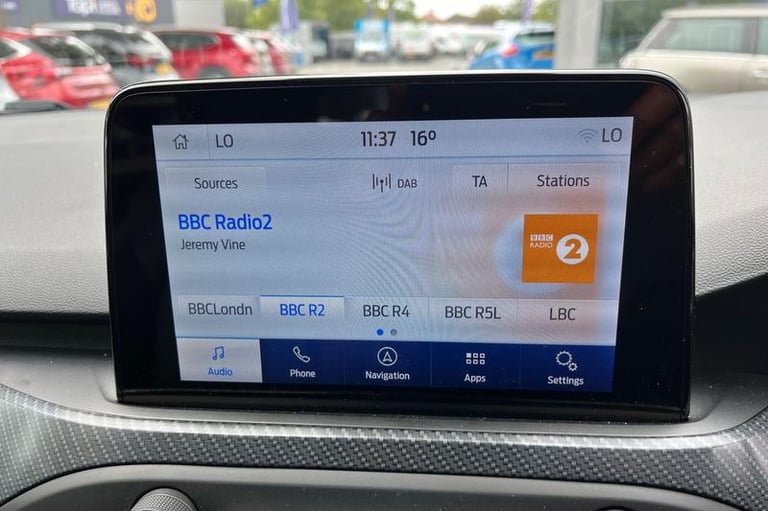 LO 11:37 16º LO
Sources DAB TA Stations
BBC Radio2
Jeremy Vine
BBC
RADIO 2
BBCLondn BBC R2 BBC R4 BBC R5L LBC
Audio Phone Navigation Apps Settings